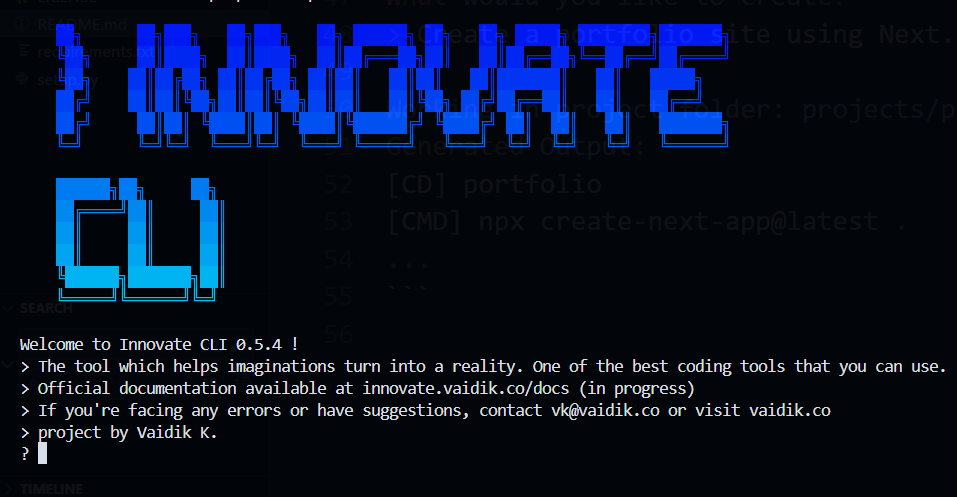 README.md
What would you like to create?
> Create a portfolio site using Next.
requirements.txt
setup.py
> INNOVATE
Working in project folder: projects/p
Generated Output:
52 [CD] portfolio
53 [CMD] npx create-next-app@latest .
54 ...
55 ```
56
CLI
SEARCH
Welcome to Innovate CLI 0.5.4 !
> The tool which helps imaginations turn into a reality. One of the best coding tools that you can use.
> Official documentation available at innovate.vaidik.co/docs (in progress)
> If you're facing any errors or have suggestions, contact vk@vaidik.co or visit vaidik.co
> project by Vaidik K.
?
TIMELINE